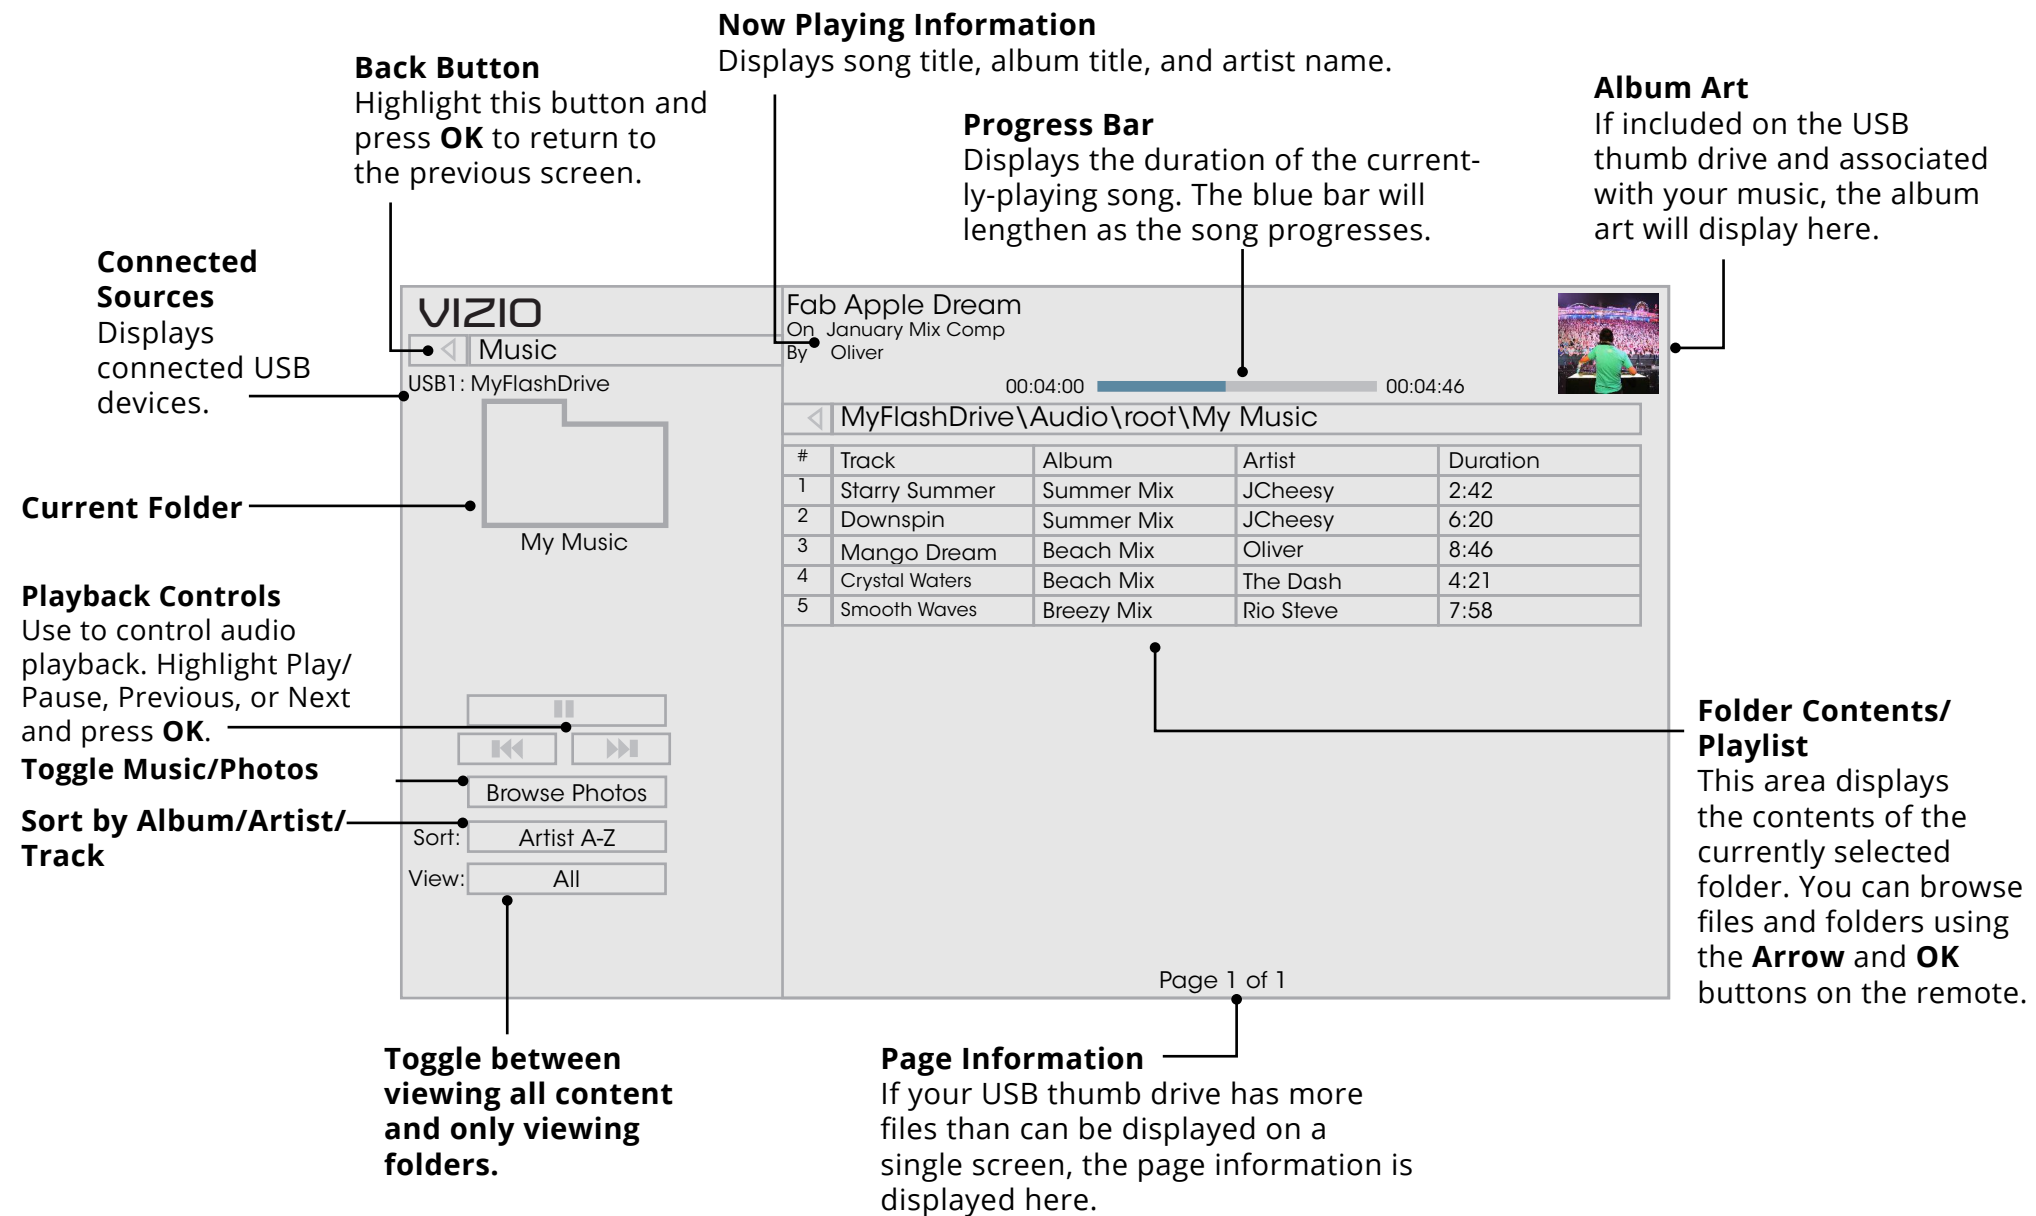 Now Playing Information
Displays song title, album title, and artist name.
Back Button
Highlight this button and
press OK to return to
the previous screen.
Progress Bar
Displays the duration of the current-
ly-playing song. The blue bar will
lengthen as the song progresses.
Album Art
If included on the USB
thumb drive and associated
with your music, the album
art will display here.
Connected
Sources
Displays
connected USB
devices.
Current Folder
Playback Controls
Use to control audio
playback. Highlight Play/
Pause, Previous, or Next
and press OK.
Toggle Music/Photos
Sort by Album/Artist/
Track
VIZIO
Music
USB1: MyFlashDrive
My Music
Browse Photos
Sort: Artist A-Z
View: All
Fab Apple Dream
On January Mix Comp
By Oliver
00:04:00 00:04:46
MyFlashDrive\Audio\root\My Music
# Track Album Artist Duration
1 Starry Summer Summer Mix JCheesy 2:42
2 Downspin Summer Mix JCheesy 6:20
3 Mango Dream Beach Mix Oliver 8:46
4 Crystal Waters Beach Mix The Dash 4:21
5 Smooth Waves Breezy Mix Rio Steve 7:58
Page 1 of 1
Folder Contents/
Playlist
This area displays
the contents of the
currently selected
folder. You can browse
files and folders using
the Arrow and OK
buttons on the remote.
Toggle between
viewing all content
and only viewing
folders.
Page Information
If your USB thumb drive has more
files than can be displayed on a
single screen, the page information is
displayed here.